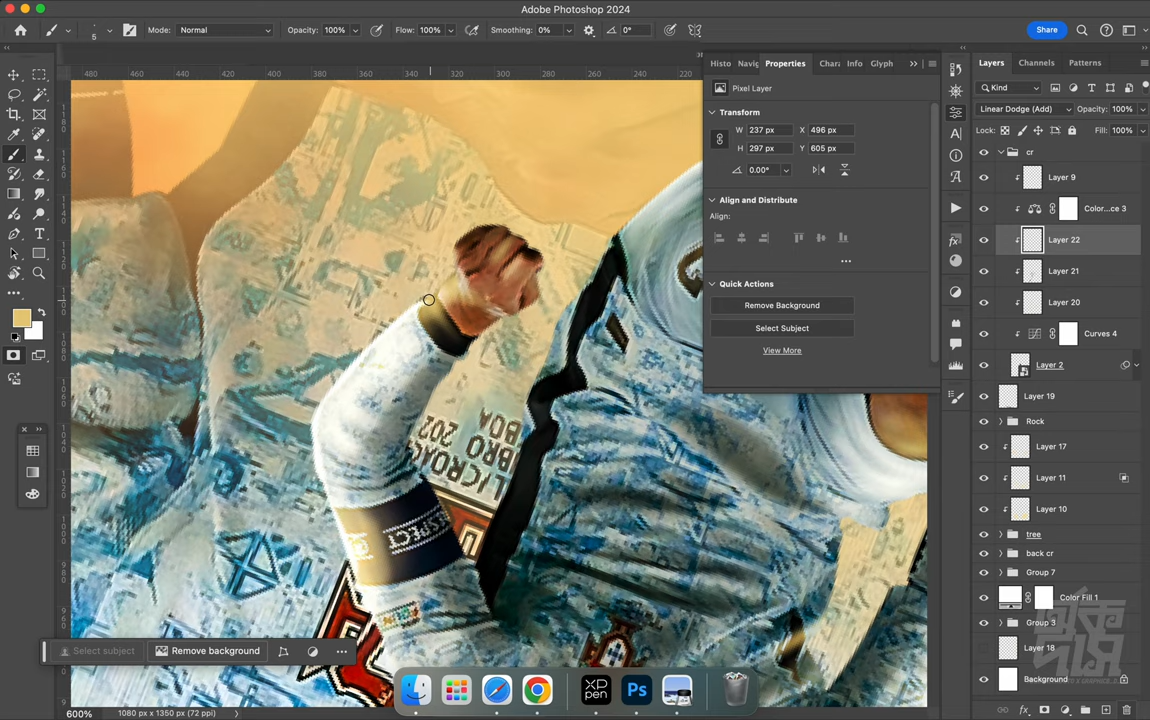 Adobe Photoshop 2024
5
Mode: Normal
Opacity: 100%
Flow: 100%
Smoothing: 0%
0°
Share
480 460 440 420 400 380 360 340 320 300 280 260 240 220
Histo Navig Properties Chara Info Glyph
Layers Channels Patterns
Pixel Layer
Kind
Transform
Linear Dodge (Add) Opacity: 100%
W 237 px X 496 px
Lock: Fill: 100%
H 297 px Y 605 px
cr
0.00°
Layer 9
Align and Distribute
Color...ce 3
Align:
Layer 22
Layer 21
Quick Actions
Remove Background
Layer 20
Select Subject
Curves 4
View More
Layer 2
Layer 19
Rock
Layer 17
Layer 11
Layer 10
tree
back cr
Group 7
Color Fill 1
Group 3
Layer 18
Background
Select subject
Remove background
XP
PEN
Ps
600% 1080 px x 1350 px (72 ppi)